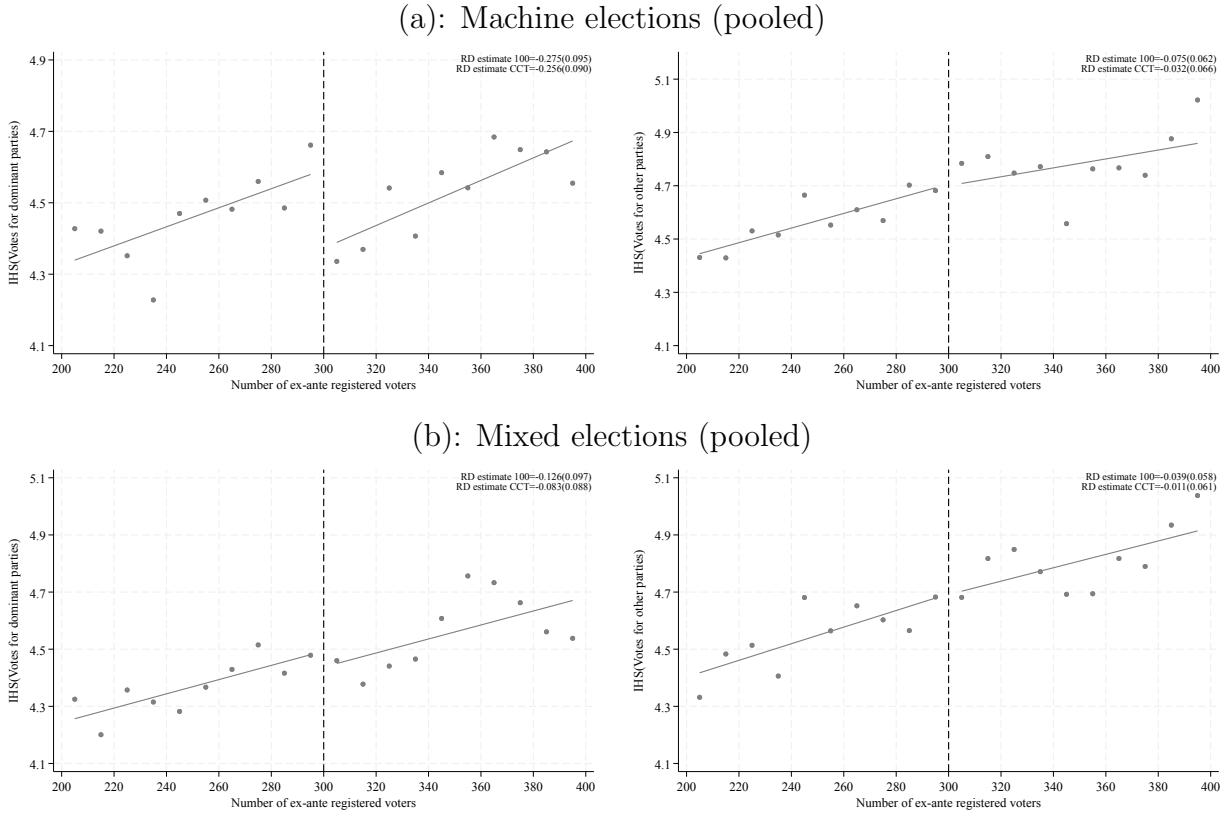 (a): Machine elections (pooled)
RD estimate 100=-0.275(0.095)
RD estimate CCT=-0.256(0.090)
IHS(Votes for dominant parties)
4.9
4.7
4.5
4.3
4.1
200 220 240 260 280 300 320 340 360 380 400
Number of ex-ante registered voters
RD estimate 100=-0.075(0.062)
RD estimate CCT=-0.032(0.066)
IHS(Votes for other parties)
5.1
4.9
4.7
4.5
4.3
4.1
200 220 240 260 280 300 320 340 360 380 400
Number of ex-ante registered voters
(b): Mixed elections (pooled)
RD estimate 100=-0.126(0.097)
RD estimate CCT=-0.083(0.088)
IHS(Votes for dominant parties)
5.1
4.9
4.7
4.5
4.3
4.1
200 220 240 260 280 300 320 340 360 380 400
Number of ex-ante registered voters
RD estimate 100=-0.039(0.058)
RD estimate CCT=-0.011(0.061)
IHS(Votes for other parties)
5.1
4.9
4.7
4.5
4.3
4.1
200 220 240 260 280 300 320 340 360 380 400
Number of ex-ante registered voters